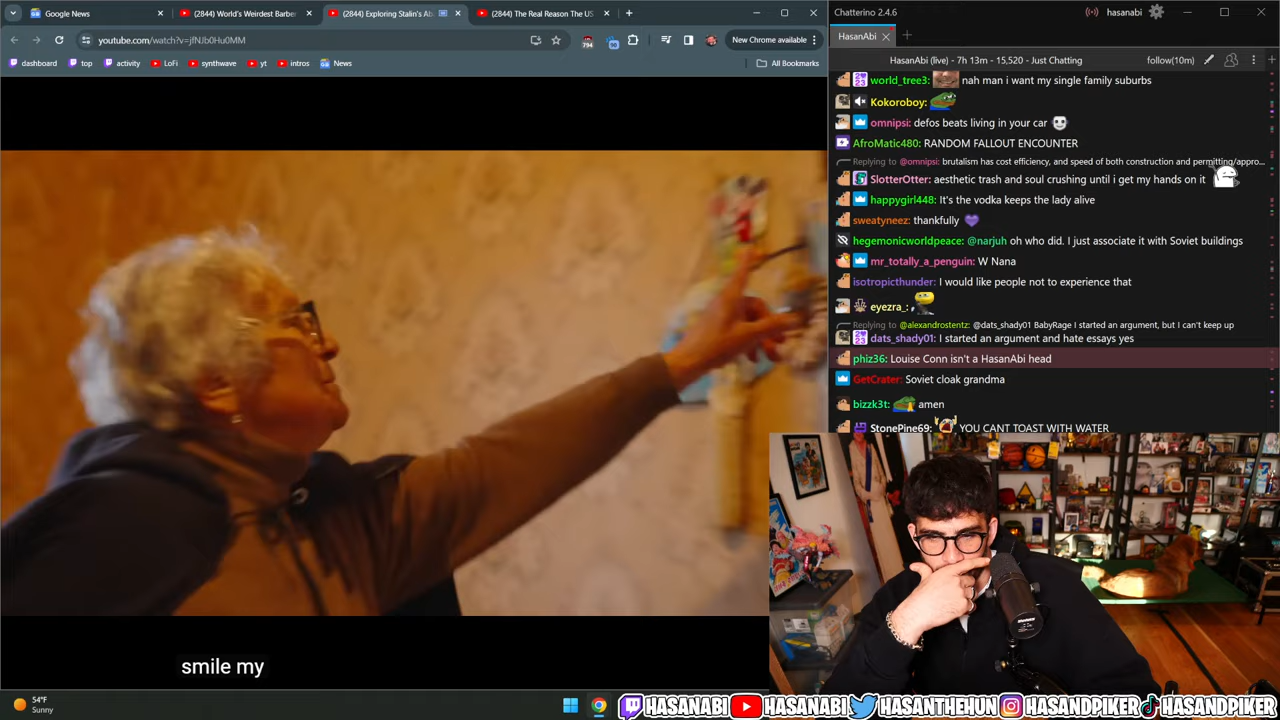 Google News
(2844) World's Weirdest Barber
(2844) Exploring Stalin's Ab
(2844) The Real Reason The US
youtube.com/watch?v=jfNJb0Hu0MM
794
90
New Chrome available
dashboard
top
activity
LoFi
synthwave
yt
intros
News
All Bookmarks
smile my
Chatterino 2.4.6
hasanabi
HasanAbi
HasanAbi (live) - 7h 13m - 15,520 - Just Chatting
follow(10m)
world_tree3: nah man i want my single family suburbs
Kokoroboy:
omnipsi: defos beats living in your car
AfroMatic480: RANDOM FALLOUT ENCOUNTER
Replying to @omnipsi: brutalism has cost efficiency, and speed of both construction and permitting/appro...
SlotterOtter: aesthetic trash and soul crushing until i get my hands on it
happygirl448: It's the vodka keeps the lady alive
sweatyneez: thankfully
hegemonicworldpeace: @narjuh oh who did. I just associate it with Soviet buildings
mr_totally_a_penguin: W Nana
isotropicthunder: I would like people not to experience that
eyezra_:
Replying to @alexandrostentz: @dats_shady01 BabyRage I started an argument, but I can't keep up
dats_shady01: I started an argument and hate essays yes
phiz36: Louise Conn isn't a HasanAbi head
GetCrater: Soviet cloak grandma
bizzk3t: amen
StonePine69: YOU CANT TOAST WITH WATER
54°F
Sunny
HASANABI
HASANABI
HASANTHEHUN
HASANDPIKER
HASANDPIKER